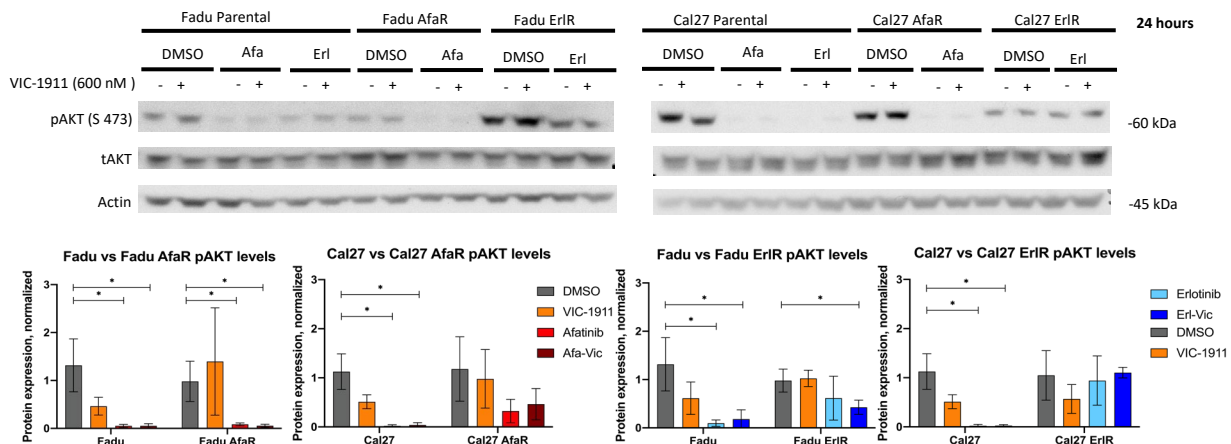 Fadu Parental Fadu AfaR Fadu ErlR Cal27 Parental Cal27 AfaR Cal27 ErlR 24 hours
DMSO Afa Erl DMSO Afa DMSO Erl DMSO Afa Erl DMSO Afa DMSO Erl
VIC-1911 (600 nM ) - + - + - + - + - + - + - + - + - + - + - + - + - + - +
pAKT (S 473) -60 kDa
tAKT
Actin -45 kDa
Fadu vs Fadu AfaR pAKT levels
Protein expression, normalized
3
2
1
0
* * * *
Fadu Fadu AfaR
Cal27 vs Cal27 AfaR pAKT levels
Protein expression, normalized
3
2
1
0
* *
Cal27 Cal27 AfaR
DMSO
VIC-1911
Afatinib
Afa-Vic
Fadu vs Fadu ErlR pAKT levels
Protein expression, normalized
3
2
1
0
* * *
Fadu Fadu ErlR
Cal27 vs Cal27 ErlR pAKT levels
Protein expression, normalized
3
2
1
0
* *
Cal27 Cal27 ErlR
Erlotinib
Erl-Vic
DMSO
VIC-1911